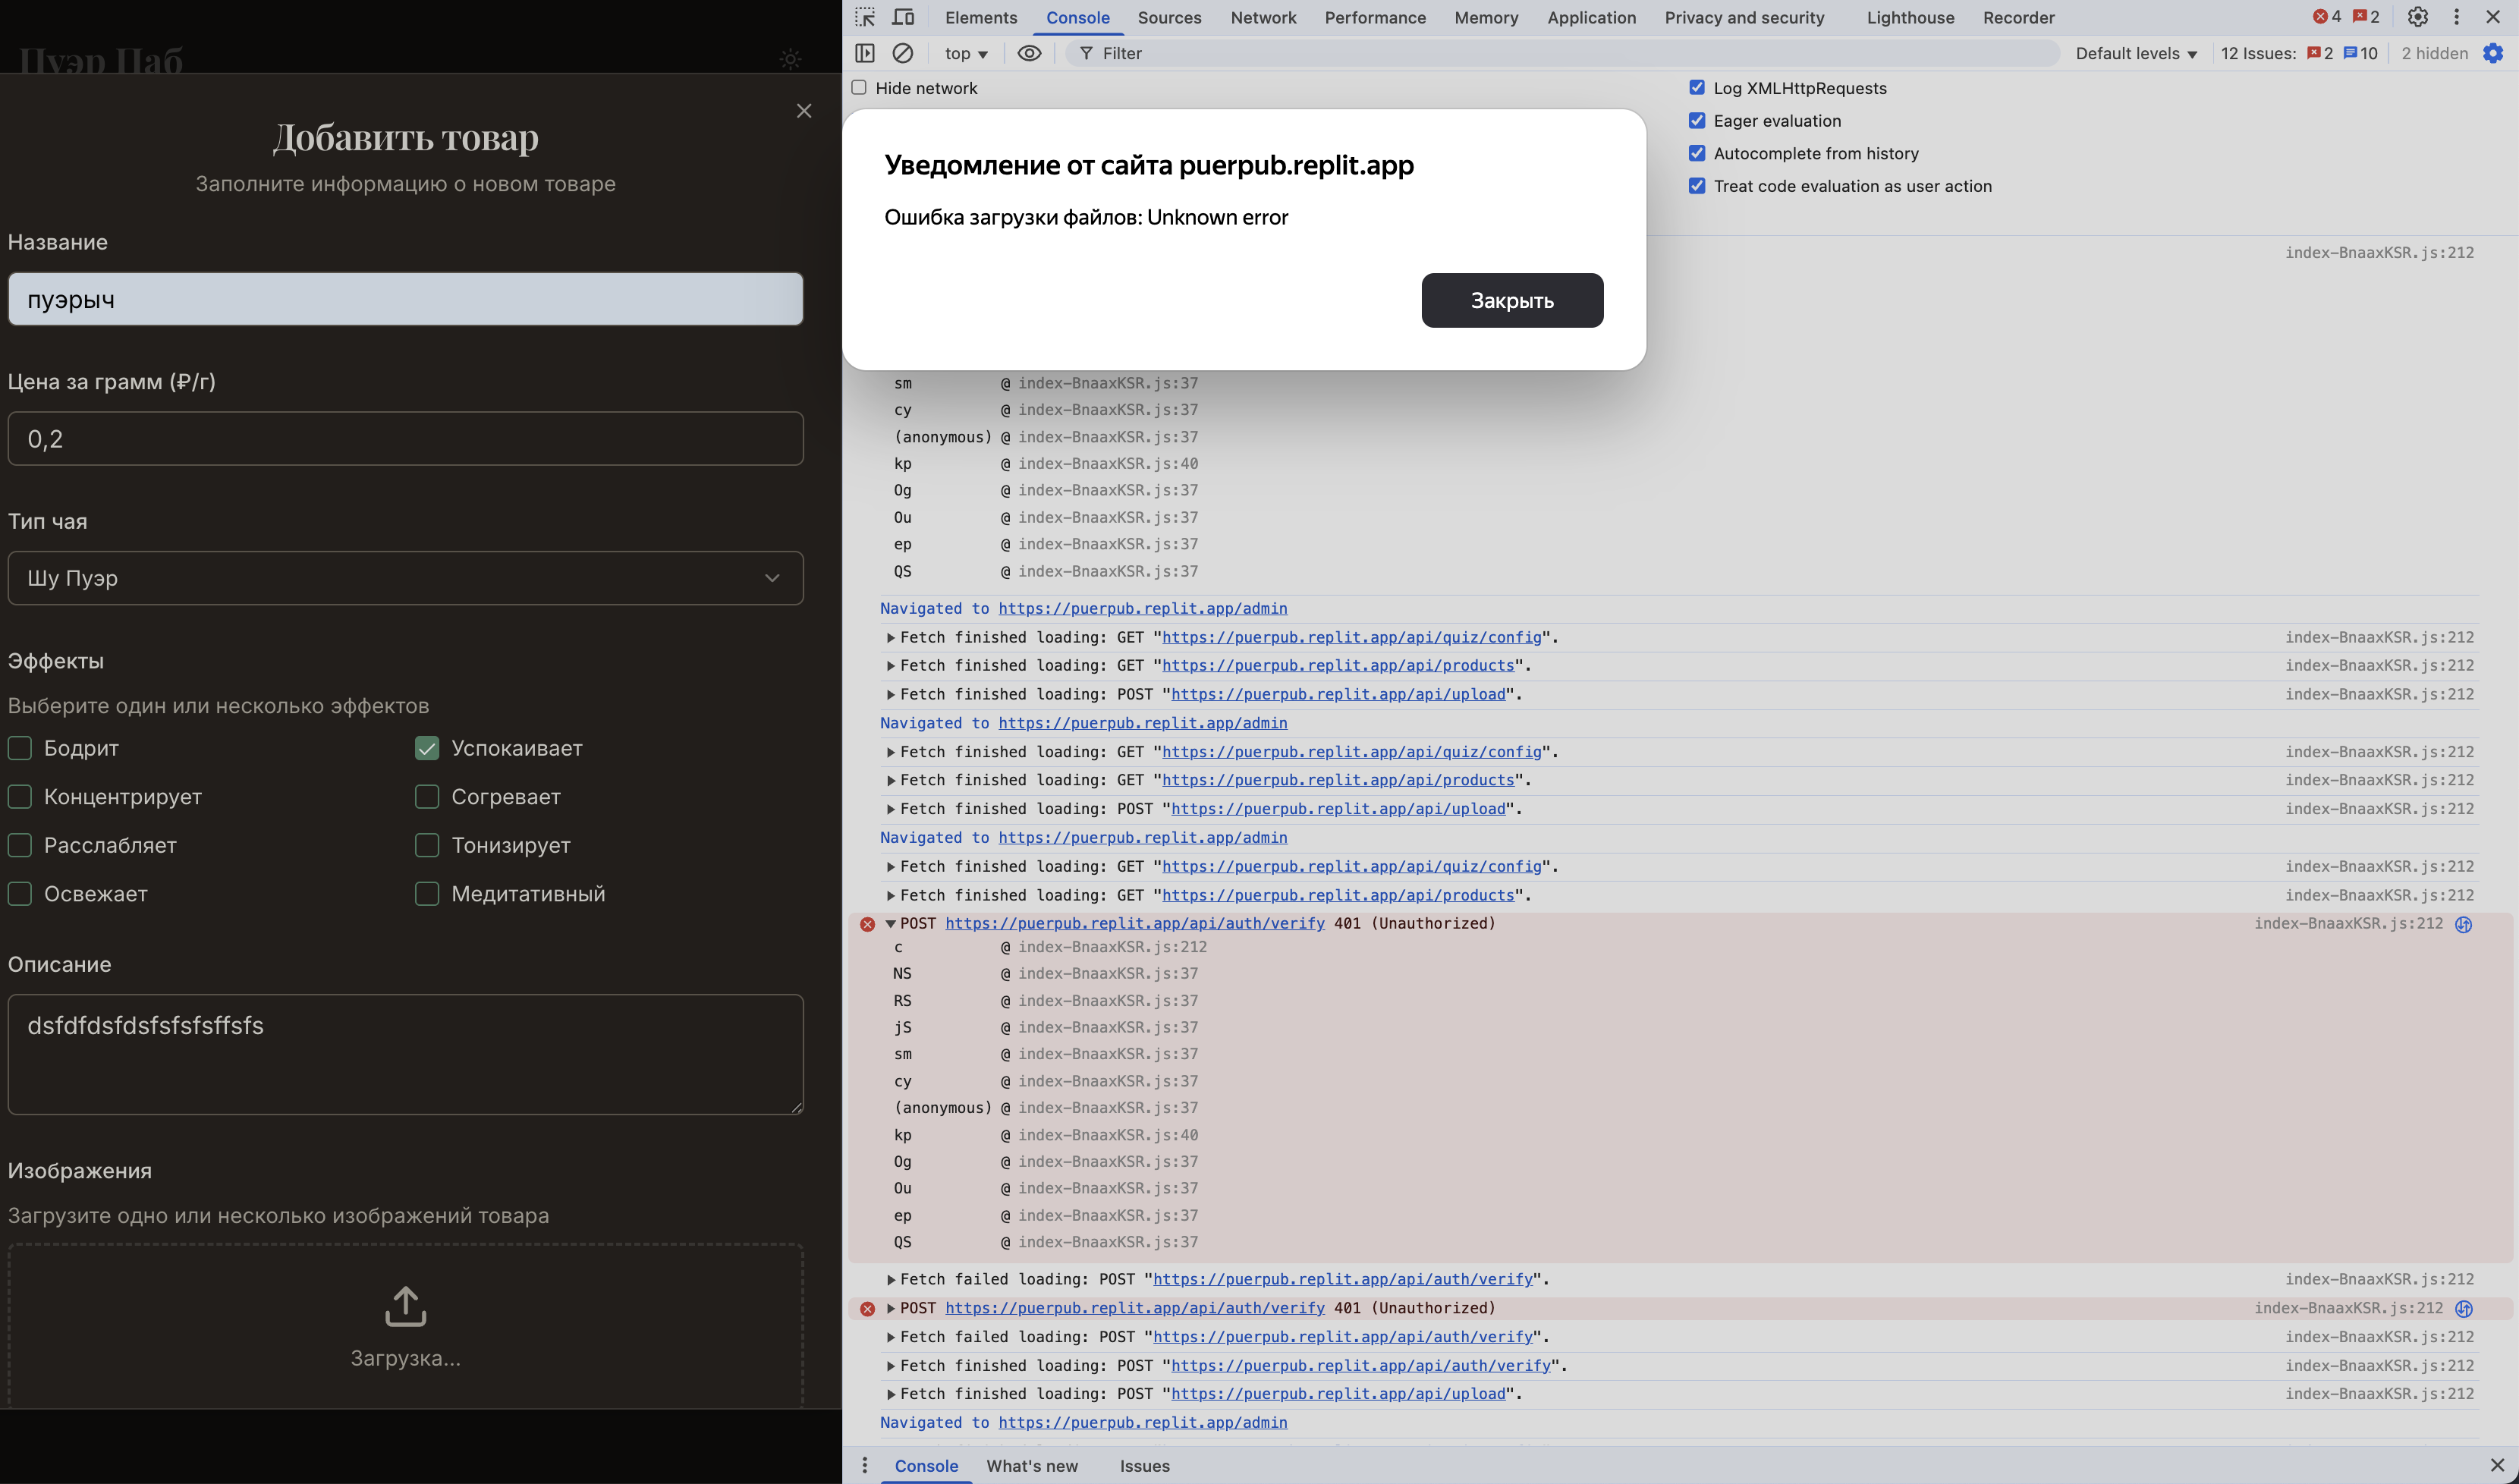 Пуэр Паб
Добавить товар
Заполните информацию о новом товаре
Название
пуэрыч
Цена за грамм (₽/г)
0,2
Тип чая
Шу Пуэр
Эффекты
Выберите один или несколько эффектов
Бодрит
Успокаивает
Концентрирует
Согревает
Расслабляет
Тонизирует
Освежает
Медитативный
Описание
dsfdfdsfdsfsfsfsffsfs
Изображения
Загрузите одно или несколько изображений товара
Загрузка...
Elements Console Sources Network Performance Memory Application Privacy and security Lighthouse Recorder 4 2
top Filter Default levels 12 Issues: 2 10 2 hidden
Hide network
Log XMLHttpRequests
Eager evaluation
Autocomplete from history
Treat code evaluation as user action
Уведомление от сайта puerpub.replit.app
Ошибка загрузки файлов: Unknown error
Закрыть
index-BnaaxKSR.js:212
sm @ index-BnaaxKSR.js:37
cy @ index-BnaaxKSR.js:37
(anonymous) @ index-BnaaxKSR.js:37
kp @ index-BnaaxKSR.js:40
Og @ index-BnaaxKSR.js:37
Ou @ index-BnaaxKSR.js:37
ep @ index-BnaaxKSR.js:37
QS @ index-BnaaxKSR.js:37
Navigated to https://puerpub.replit.app/admin
Fetch finished loading: GET "https://puerpub.replit.app/api/quiz/config". index-BnaaxKSR.js:212
Fetch finished loading: GET "https://puerpub.replit.app/api/products". index-BnaaxKSR.js:212
Fetch finished loading: POST "https://puerpub.replit.app/api/upload". index-BnaaxKSR.js:212
Navigated to https://puerpub.replit.app/admin
Fetch finished loading: GET "https://puerpub.replit.app/api/quiz/config". index-BnaaxKSR.js:212
Fetch finished loading: GET "https://puerpub.replit.app/api/products". index-BnaaxKSR.js:212
Fetch finished loading: POST "https://puerpub.replit.app/api/upload". index-BnaaxKSR.js:212
Navigated to https://puerpub.replit.app/admin
Fetch finished loading: GET "https://puerpub.replit.app/api/quiz/config". index-BnaaxKSR.js:212
Fetch finished loading: GET "https://puerpub.replit.app/api/products". index-BnaaxKSR.js:212
POST https://puerpub.replit.app/api/auth/verify 401 (Unauthorized) index-BnaaxKSR.js:212
c @ index-BnaaxKSR.js:212
NS @ index-BnaaxKSR.js:37
RS @ index-BnaaxKSR.js:37
jS @ index-BnaaxKSR.js:37
sm @ index-BnaaxKSR.js:37
cy @ index-BnaaxKSR.js:37
(anonymous) @ index-BnaaxKSR.js:37
kp @ index-BnaaxKSR.js:40
Og @ index-BnaaxKSR.js:37
Ou @ index-BnaaxKSR.js:37
ep @ index-BnaaxKSR.js:37
QS @ index-BnaaxKSR.js:37
Fetch failed loading: POST "https://puerpub.replit.app/api/auth/verify". index-BnaaxKSR.js:212
POST https://puerpub.replit.app/api/auth/verify 401 (Unauthorized) index-BnaaxKSR.js:212
Fetch failed loading: POST "https://puerpub.replit.app/api/auth/verify". index-BnaaxKSR.js:212
Fetch finished loading: POST "https://puerpub.replit.app/api/auth/verify". index-BnaaxKSR.js:212
Fetch finished loading: POST "https://puerpub.replit.app/api/upload". index-BnaaxKSR.js:212
Navigated to https://puerpub.replit.app/admin
Console What's new Issues